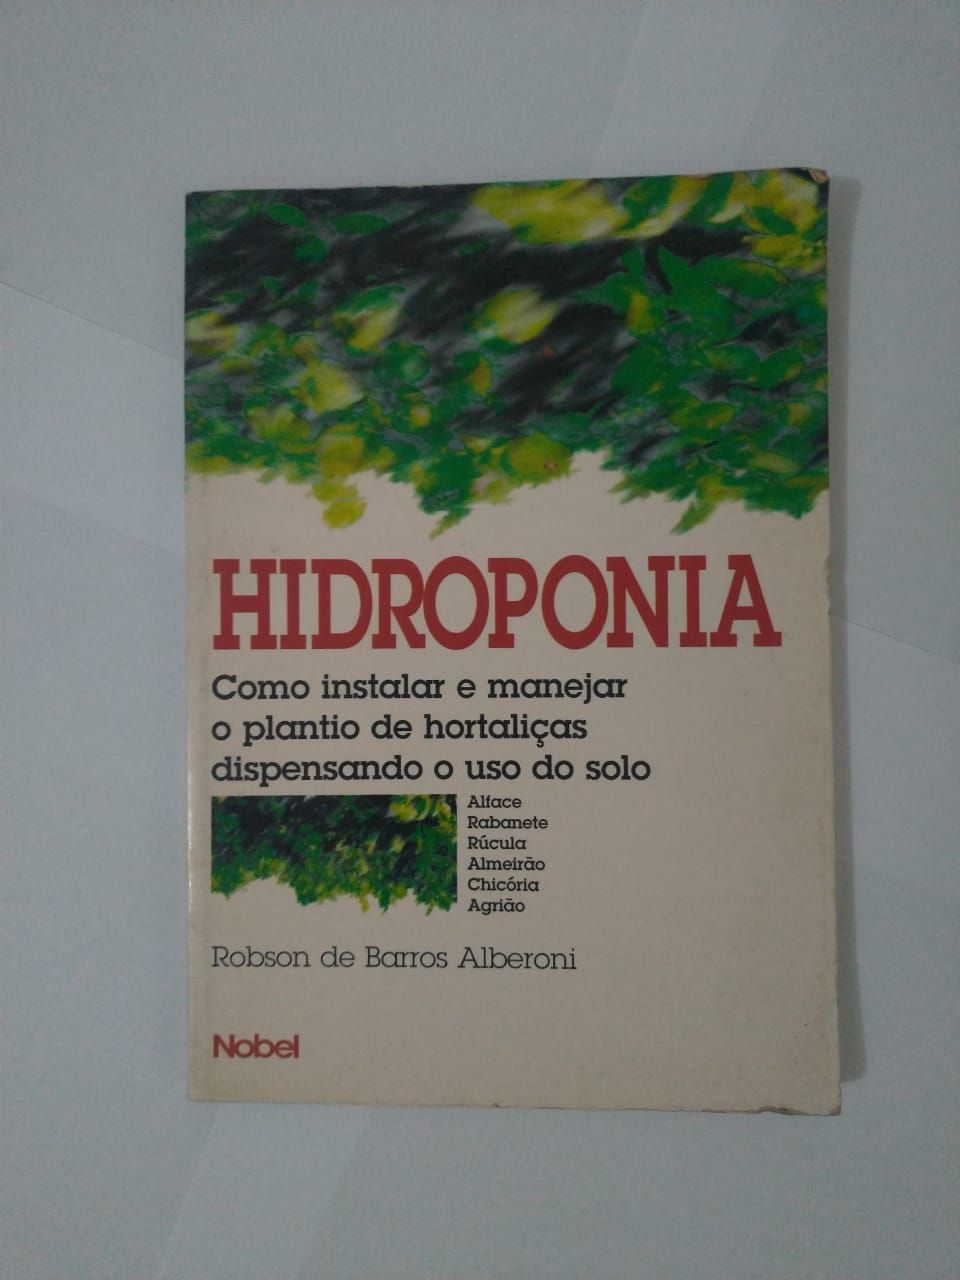 HIDROPONIA
Como instalar e manejar
o plantio de hortaliças
dispensando o uso do solo
Alface
Rabanete
Rúcula
Almeirão
Chicória
Agrião
Robson de Barros Alberoni
Nobel